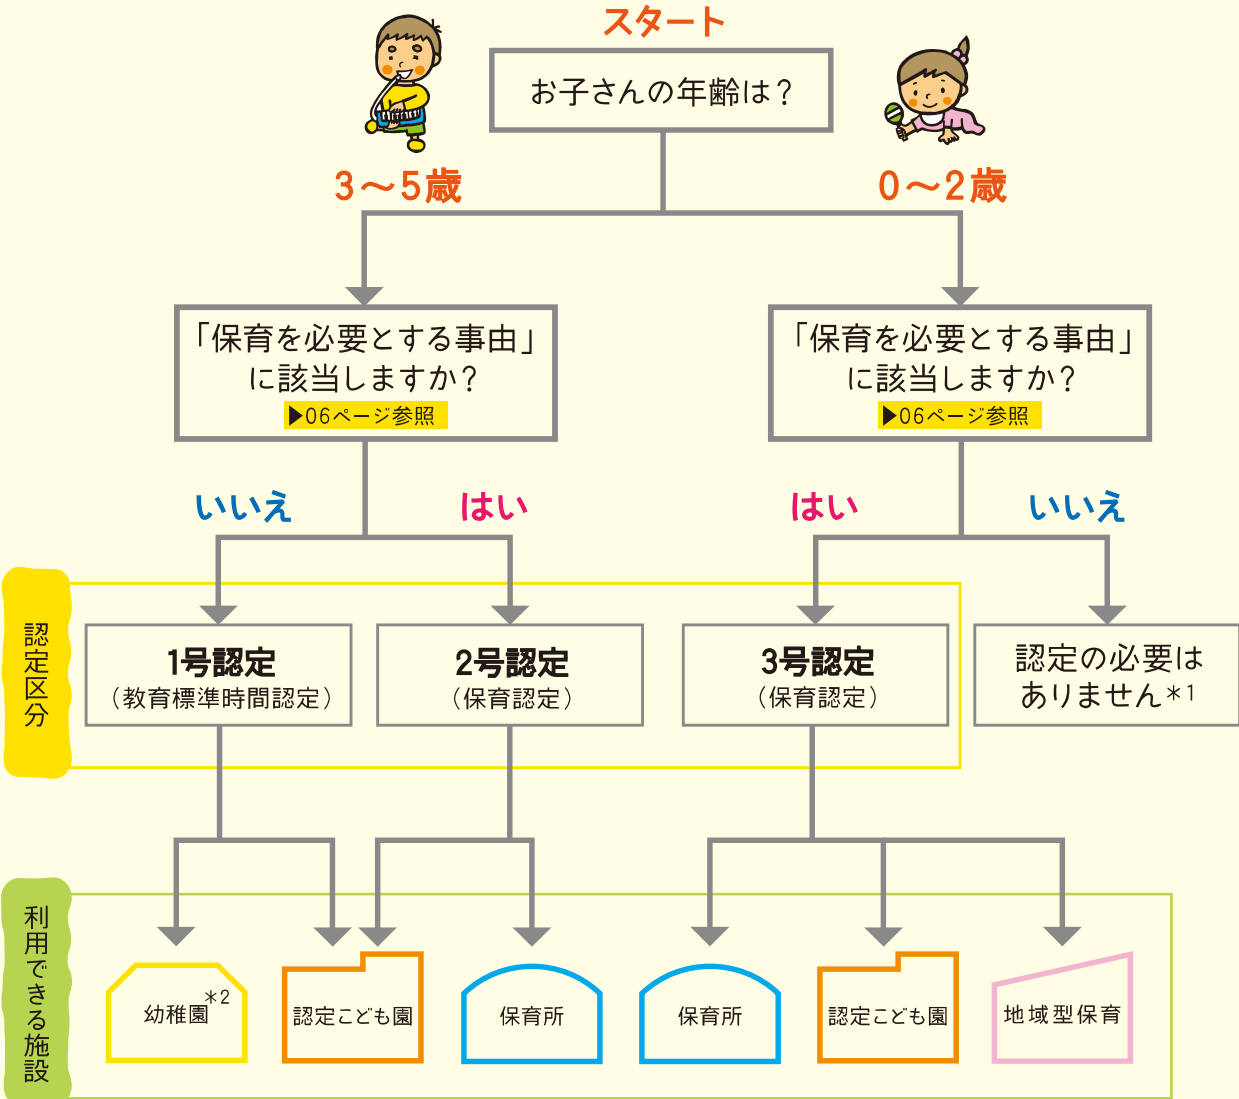 スタート
お子さんの年齢は？
3～5歳
0～2歳
「保育を必要とする事由」
に該当しますか？
▶06ページ参照
「保育を必要とする事由」
に該当しますか？
▶06ページ参照
いいえ
はい
はい
いいえ
認定区分
1号認定
（教育標準時間認定）
2号認定
（保育認定）
3号認定
（保育認定）
認定の必要は
ありません＊1
利用できる施設
幼稚園＊2
認定こども園
保育所
保育所
認定こども園
地域型保育